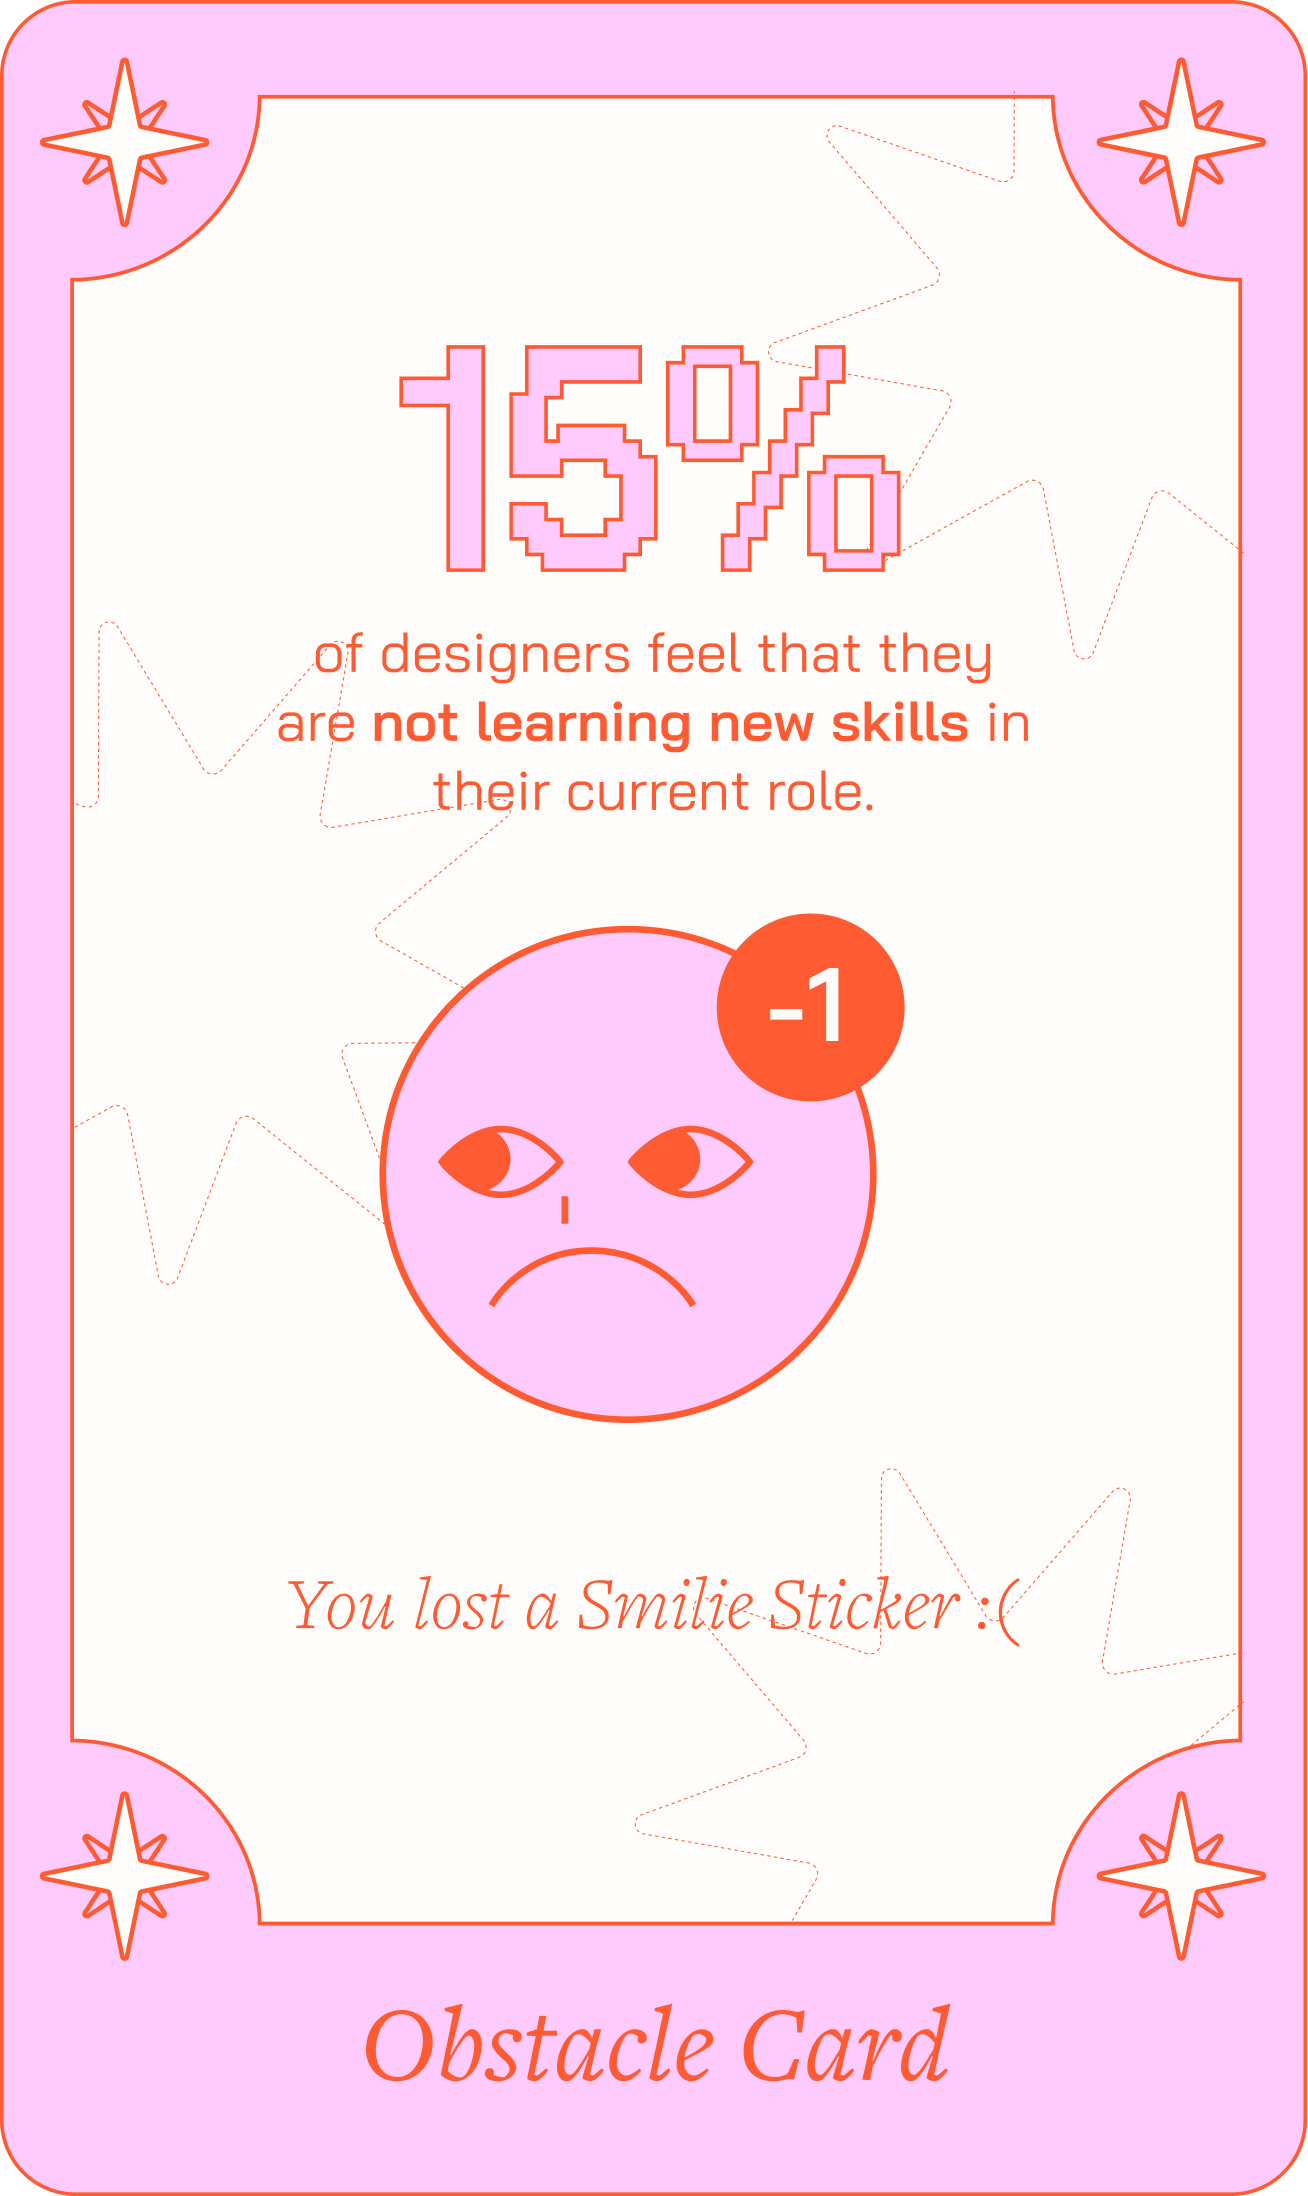 15%
of designers feel that they
are not learning new skills in
their current role.
-1
You lost a Smilie Sticker :(
Obstacle Card